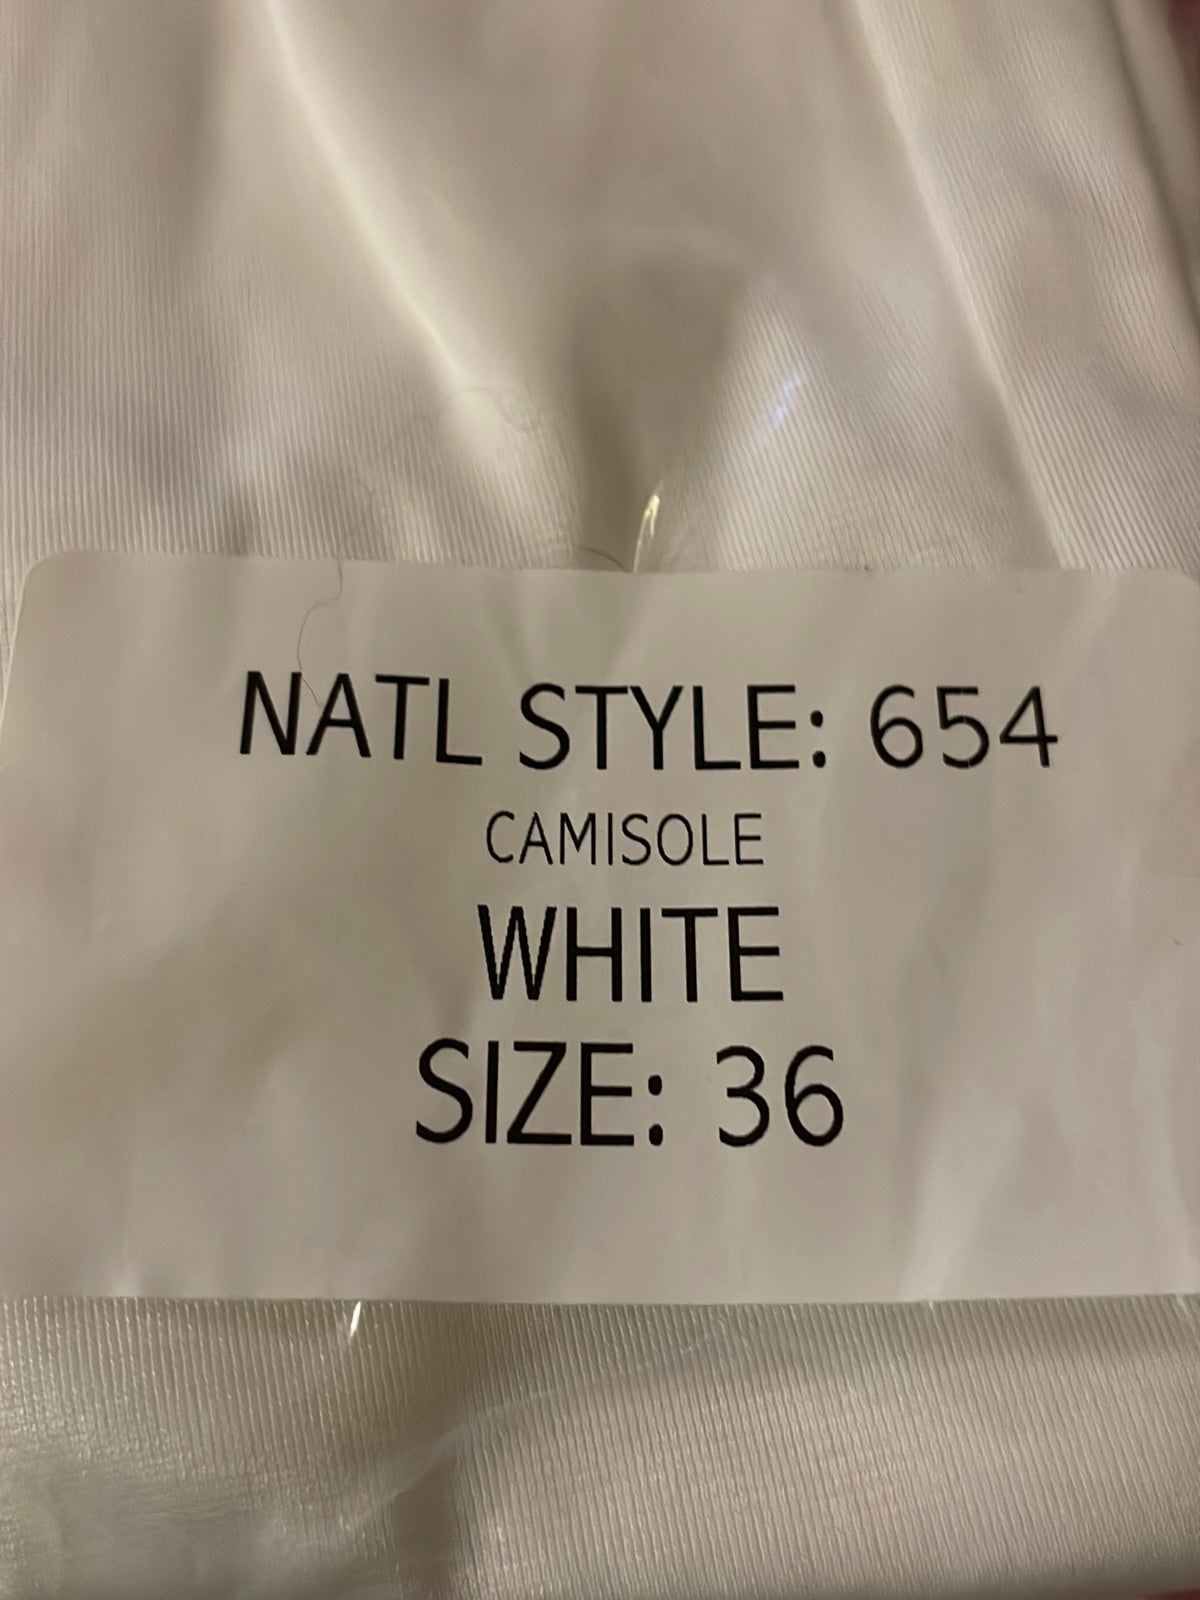 NATL STYLE: 654
CAMISOLE
WHITE
SIZE: 36